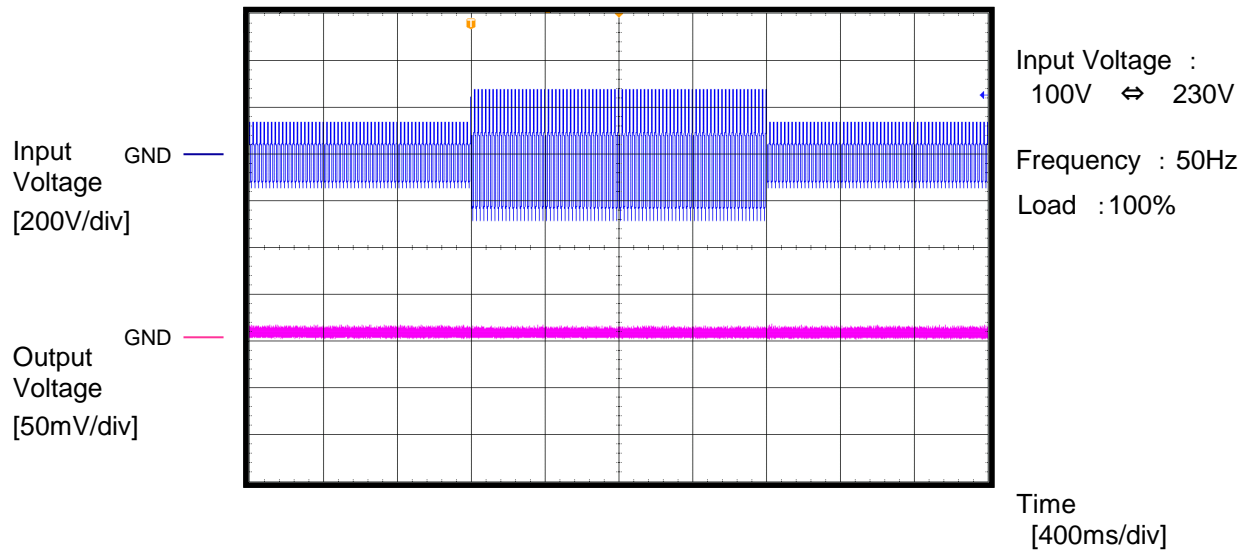 T
Input Voltage :
100V ⇔ 230V
Input
Voltage
[200V/div]
GND
Frequency : 50Hz
Load :100%
GND
Output
Voltage
[50mV/div]
Time
[400ms/div]